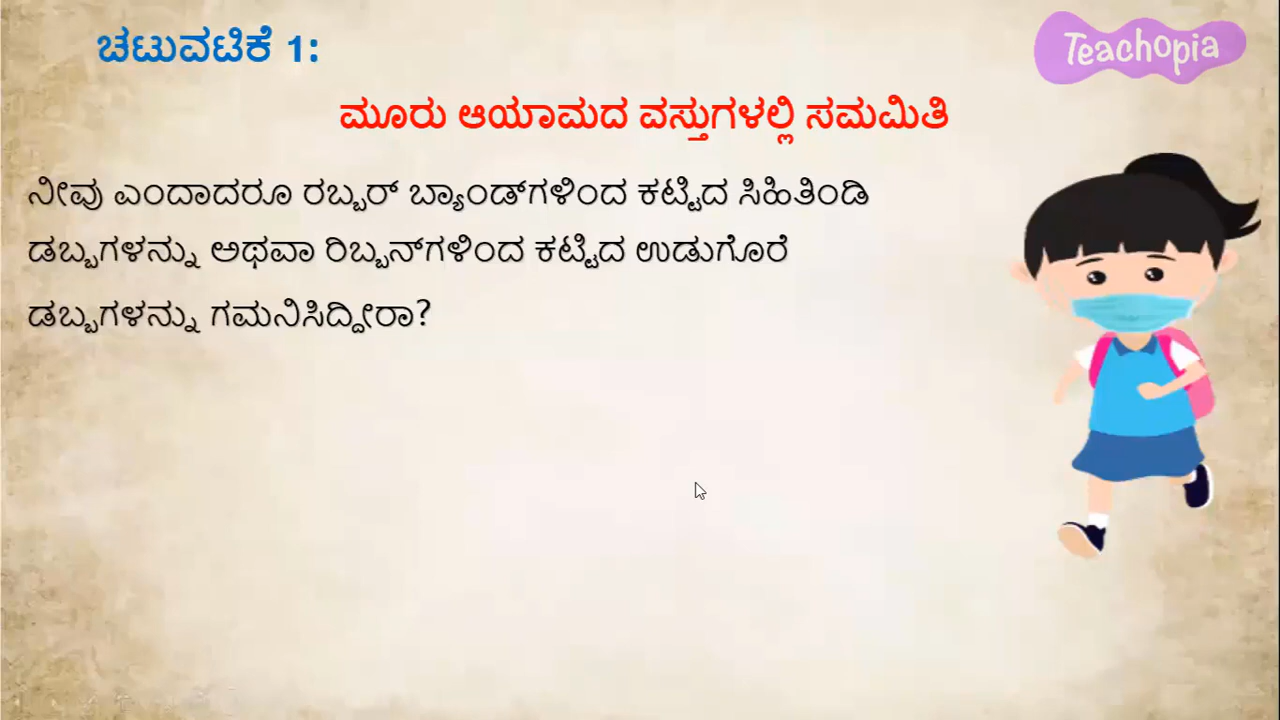 ಚಟುವಟಿಕೆ 1:
Teachopia
ಮೂರು ಆಯಾಮದ ವಸ್ತುಗಳಲ್ಲಿ ಸಮಮಿತಿ
ನೀವು ಎಂದಾದರೂ ರಬ್ಬರ್ ಬ್ಯಾಂಡ್‌ಗಳಿಂದ ಕಟ್ಟಿದ ಸಿಹಿತಿಂಡಿ
ಡಬ್ಬಗಳನ್ನು ಅಥವಾ ರಿಬ್ಬನ್‌ಗಳಿಂದ ಕಟ್ಟಿದ ಉಡುಗೊರೆ
ಡಬ್ಬಗಳನ್ನು ಗಮನಿಸಿದ್ದೀರಾ?